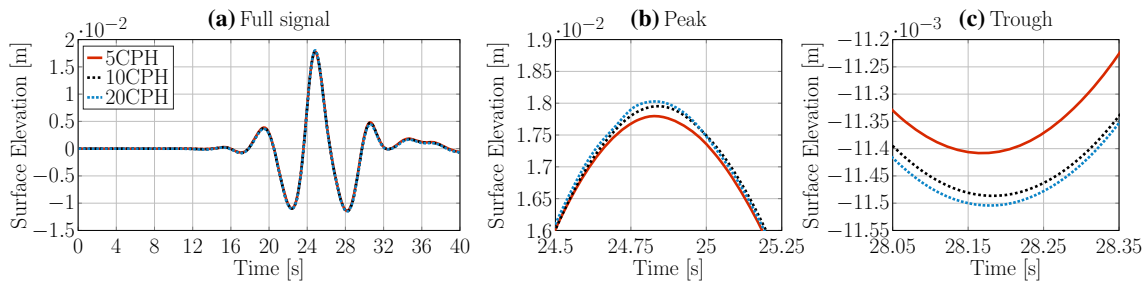 (a) Full signal
·10⁻²
2
1.5
1
0.5
0
−0.5
−1
−1.5
Surface Elevation [m]
5CPH
10CPH
20CPH
0 4 8 12 16 20 24 28 32 36 40
Time [s]
(b) Peak
·10⁻²
1.9
1.85
1.8
1.75
1.7
1.65
1.6
Surface Elevation [m]
24.5 24.75 25 25.25
Time [s]
(c) Trough
·10⁻³
−11.2
−11.25
−11.3
−11.35
−11.4
−11.45
−11.5
−11.55
Surface Elevation [m]
28.05 28.15 28.25 28.35
Time [s]